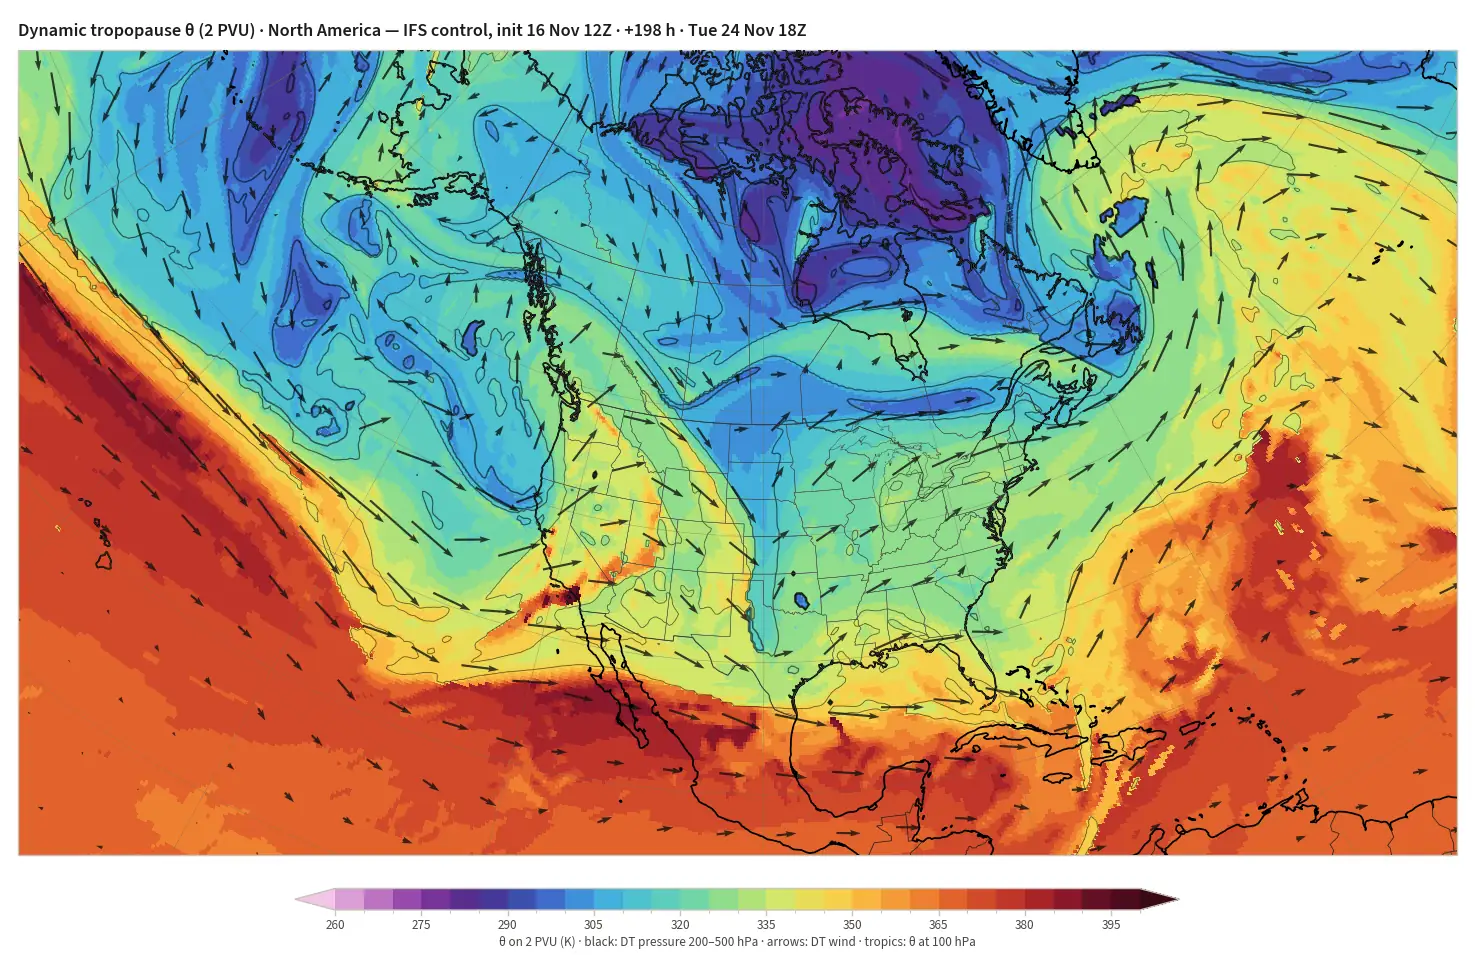 Dynamic tropopause θ (2 PVU) · North America — IFS control, init 16 Nov 12Z · +198 h · Tue 24 Nov 18Z
260 275 290 305 320 335 350 365 380 395
θ on 2 PVU (K) · black: DT pressure 200–500 hPa · arrows: DT wind · tropics: θ at 100 hPa